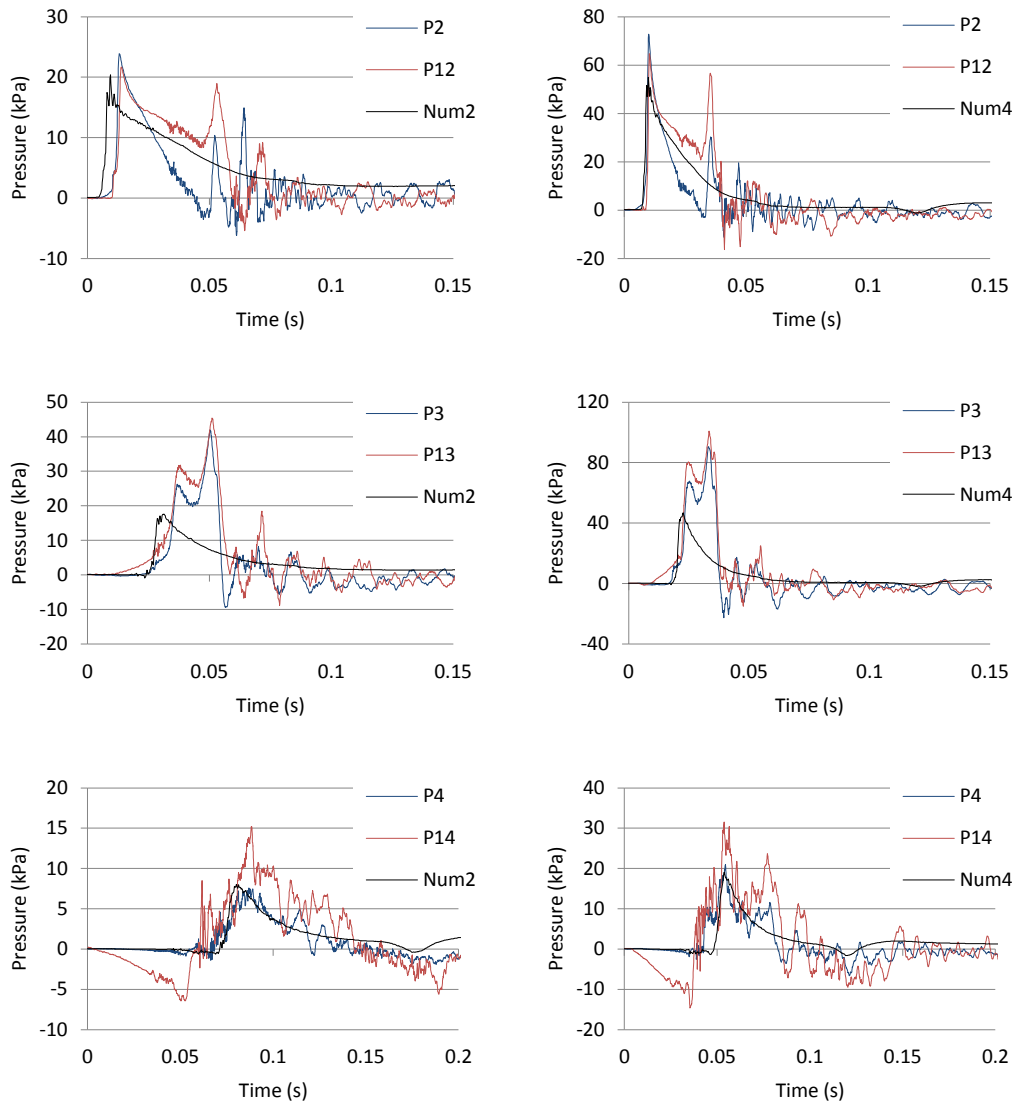 Pressure (kPa)
30
20
10
0
-10
0
0.05
0.1
0.15
Time (s)
P2
P12
Num2
Pressure (kPa)
80
60
40
20
0
-20
0
0.05
0.1
0.15
Time (s)
P2
P12
Num4
Pressure (kPa)
50
40
30
20
10
0
-10
-20
0
0.05
0.1
0.15
Time (s)
P3
P13
Num2
Pressure (kPa)
120
80
40
0
-40
0
0.05
0.1
0.15
Time (s)
P3
P13
Num4
Pressure (kPa)
20
15
10
5
0
-5
-10
0
0.05
0.1
0.15
0.2
Time (s)
P4
P14
Num2
Pressure (kPa)
40
30
20
10
0
-10
-20
0
0.05
0.1
0.15
0.2
Time (s)
P4
P14
Num4